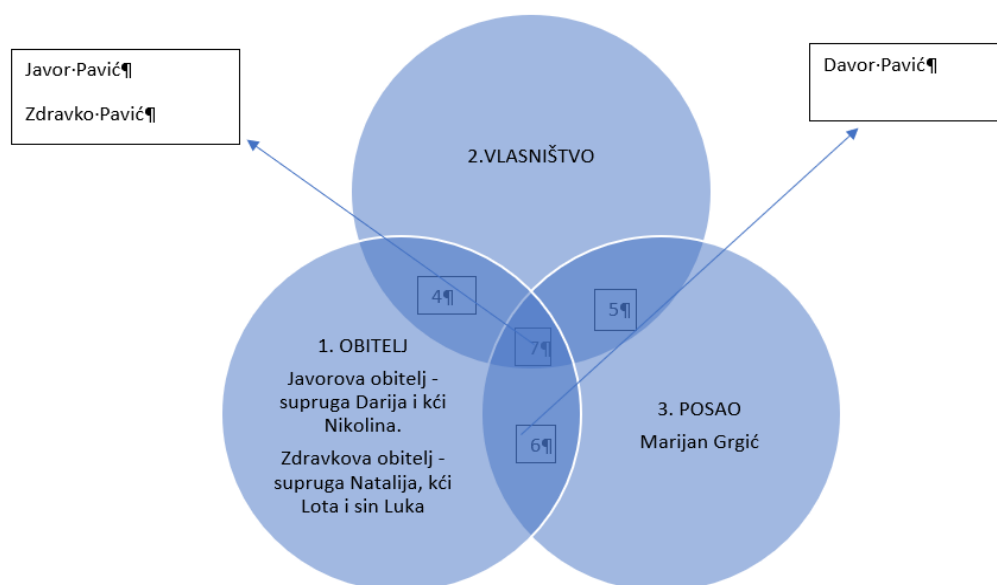 Javor·Pavić¶
Zdravko·Pavić¶
Davor·Pavić¶
2.VLASNIŠTVO
4¶
5¶
7¶
1. OBITELJ
Javorova obitelj -
supruga Darija i kći
Nikolina.
Zdravkova obitelj -
supruga Natalija, kći
Lota i sin Luka
6¶
3. POSAO
Marijan Grgić